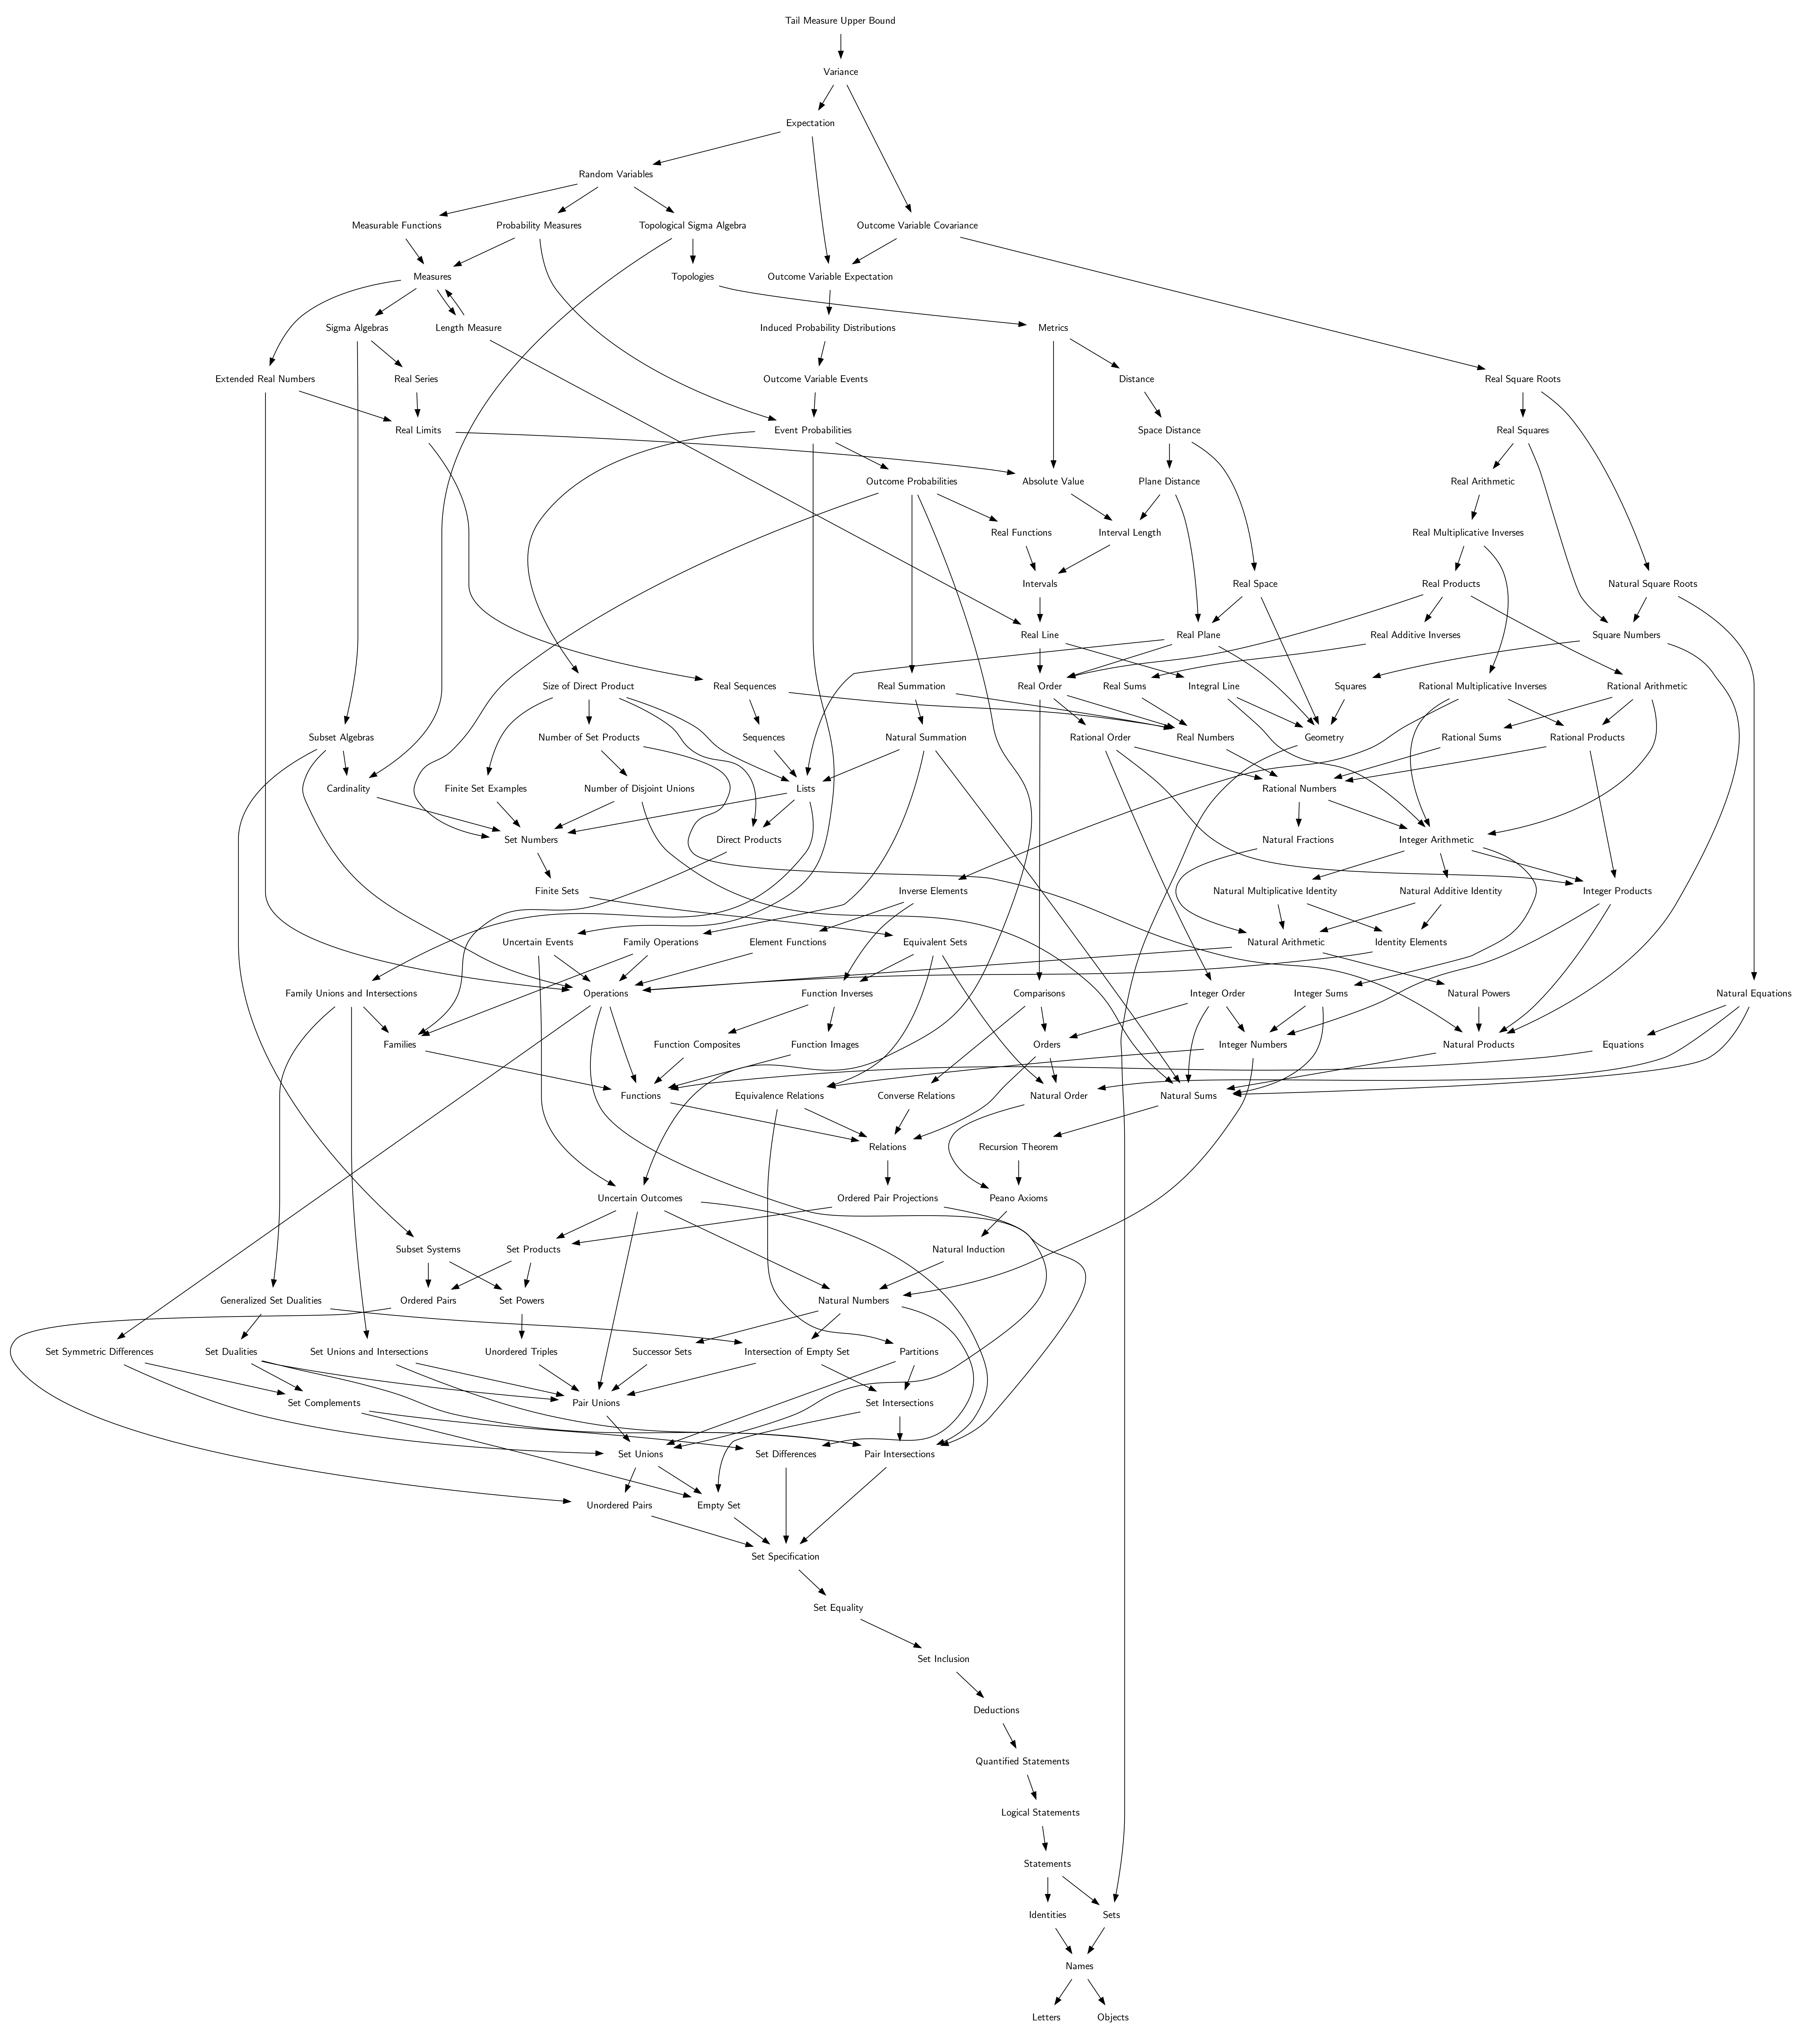 Tail Measure Upper Bound
Variance
Expectation
Random Variables
Measurable Functions
Probability Measures
Topological Sigma Algebra
Outcome Variable Covariance
Measures
Topologies
Outcome Variable Expectation
Sigma Algebras
Length Measure
Induced Probability Distributions
Metrics
Extended Real Numbers
Real Series
Outcome Variable Events
Distance
Real Square Roots
Real Limits
Event Probabilities
Space Distance
Real Squares
Outcome Probabilities
Absolute Value
Plane Distance
Real Arithmetic
Real Functions
Interval Length
Real Multiplicative Inverses
Intervals
Real Space
Real Products
Natural Square Roots
Real Line
Real Plane
Real Additive Inverses
Square Numbers
Size of Direct Product
Real Sequences
Real Summation
Real Order
Real Sums
Integral Line
Squares
Rational Multiplicative Inverses
Rational Arithmetic
Subset Algebras
Number of Set Products
Sequences
Natural Summation
Rational Order
Real Numbers
Geometry
Rational Sums
Rational Products
Cardinality
Finite Set Examples
Number of Disjoint Unions
Lists
Rational Numbers
Set Numbers
Direct Products
Natural Fractions
Integer Arithmetic
Finite Sets
Inverse Elements
Natural Multiplicative Identity
Natural Additive Identity
Integer Products
Uncertain Events
Family Operations
Element Functions
Equivalent Sets
Natural Arithmetic
Identity Elements
Family Unions and Intersections
Operations
Function Inverses
Comparisons
Integer Order
Integer Sums
Natural Powers
Natural Equations
Families
Function Composites
Function Images
Orders
Integer Numbers
Natural Products
Equations
Functions
Equivalence Relations
Converse Relations
Natural Order
Natural Sums
Relations
Recursion Theorem
Uncertain Outcomes
Ordered Pair Projections
Peano Axioms
Subset Systems
Set Products
Natural Induction
Generalized Set Dualities
Ordered Pairs
Set Powers
Natural Numbers
Set Symmetric Differences
Set Dualities
Set Unions and Intersections
Unordered Triples
Successor Sets
Intersection of Empty Set
Partitions
Set Complements
Pair Unions
Set Intersections
Set Unions
Set Differences
Pair Intersections
Unordered Pairs
Empty Set
Set Specification
Set Equality
Set Inclusion
Deductions
Quantified Statements
Logical Statements
Statements
Identities
Sets
Names
Letters
Objects